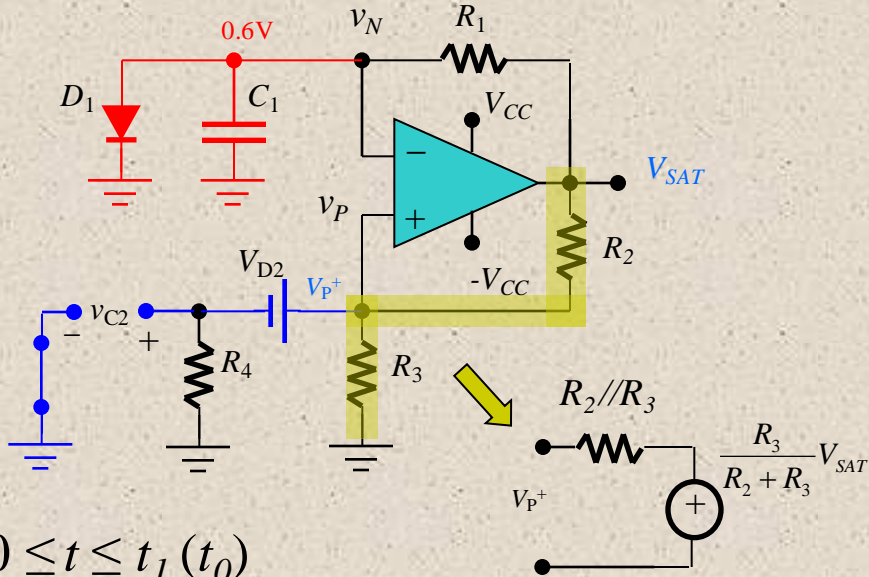 v_N
R_1
0.6V
D_1
C_1
V_CC
−
V_SAT
v_P
+
R_2
V_D2
-V_CC
V_P^+
v_C2
−
+
R_4
R_3
R_2//R_3
R_3
R_2 + R_3
V_SAT
V_P^+
+
0 ≤ t ≤ t_1 (t_0)